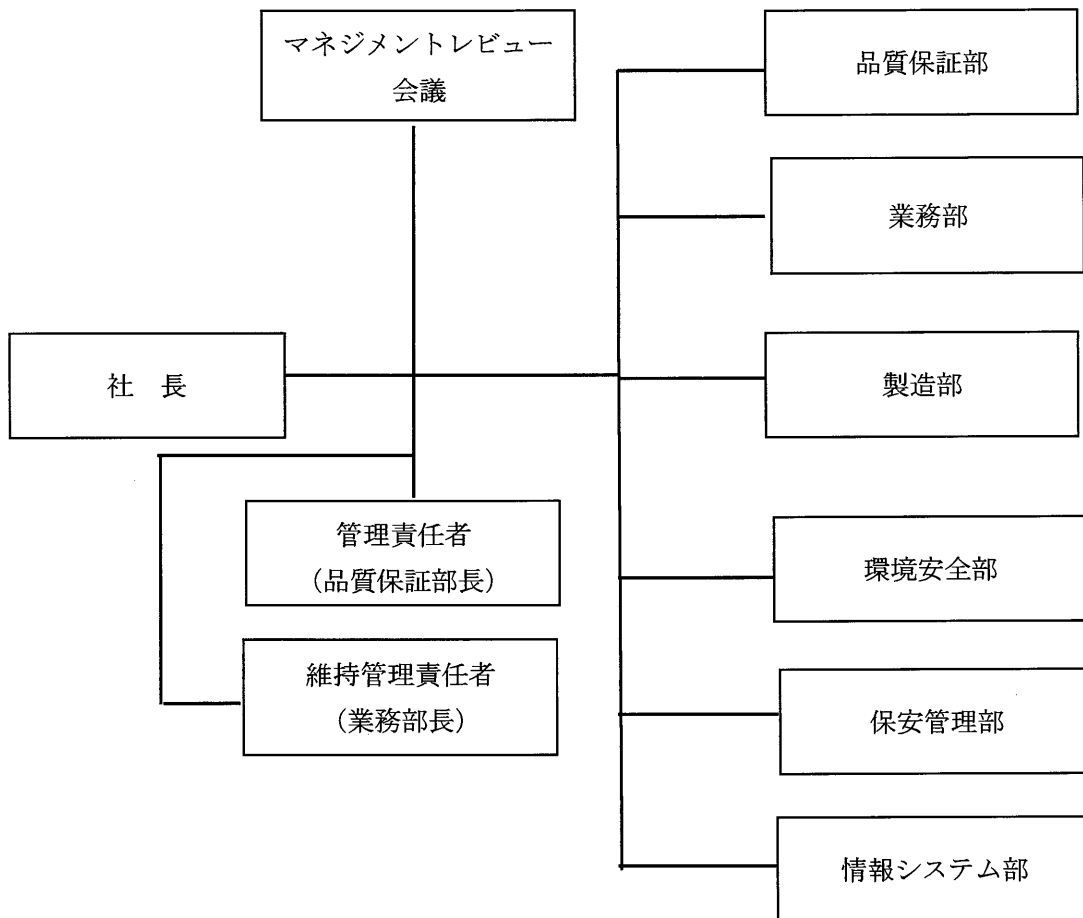 マネジメントレビュー
会議
社　長
管理責任者
（品質保証部長）
維持管理責任者
（業務部長）
品質保証部
業務部
製造部
環境安全部
保安管理部
情報システム部